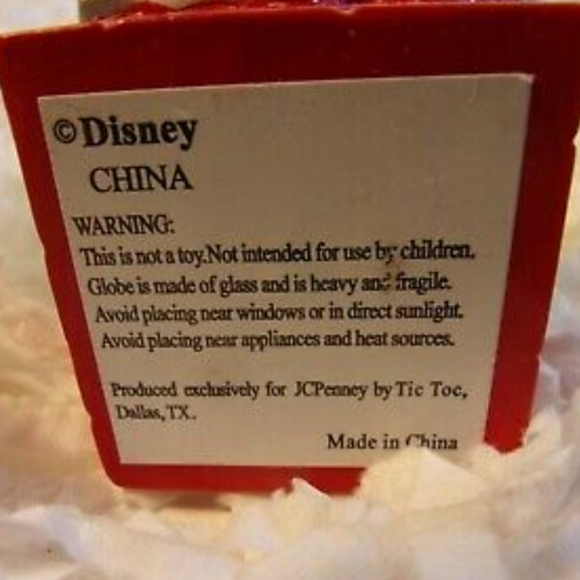 ©Disney
CHINA
WARNING:
This is not a toy.Not intended for use by children.
Globe is made of glass and is heavy and fragile.
Avoid placing near windows or in direct sunlight.
Avoid placing near appliances and heat sources.
Produced exclusively for JCPenney by Tic Toc,
Dallas, TX.
Made in China